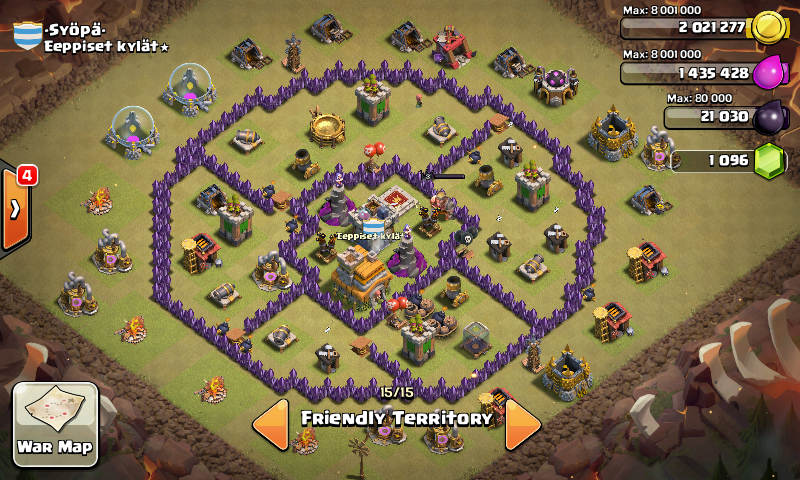 -Syöpä-
Eeppiset kylät★
Max: 8 001 000
2 021 277
Max: 8 001 000
1 435 428
Max: 80 000
21 030
1 096
4
Eeppiset kylät
15/15
Friendly Territory
War Map